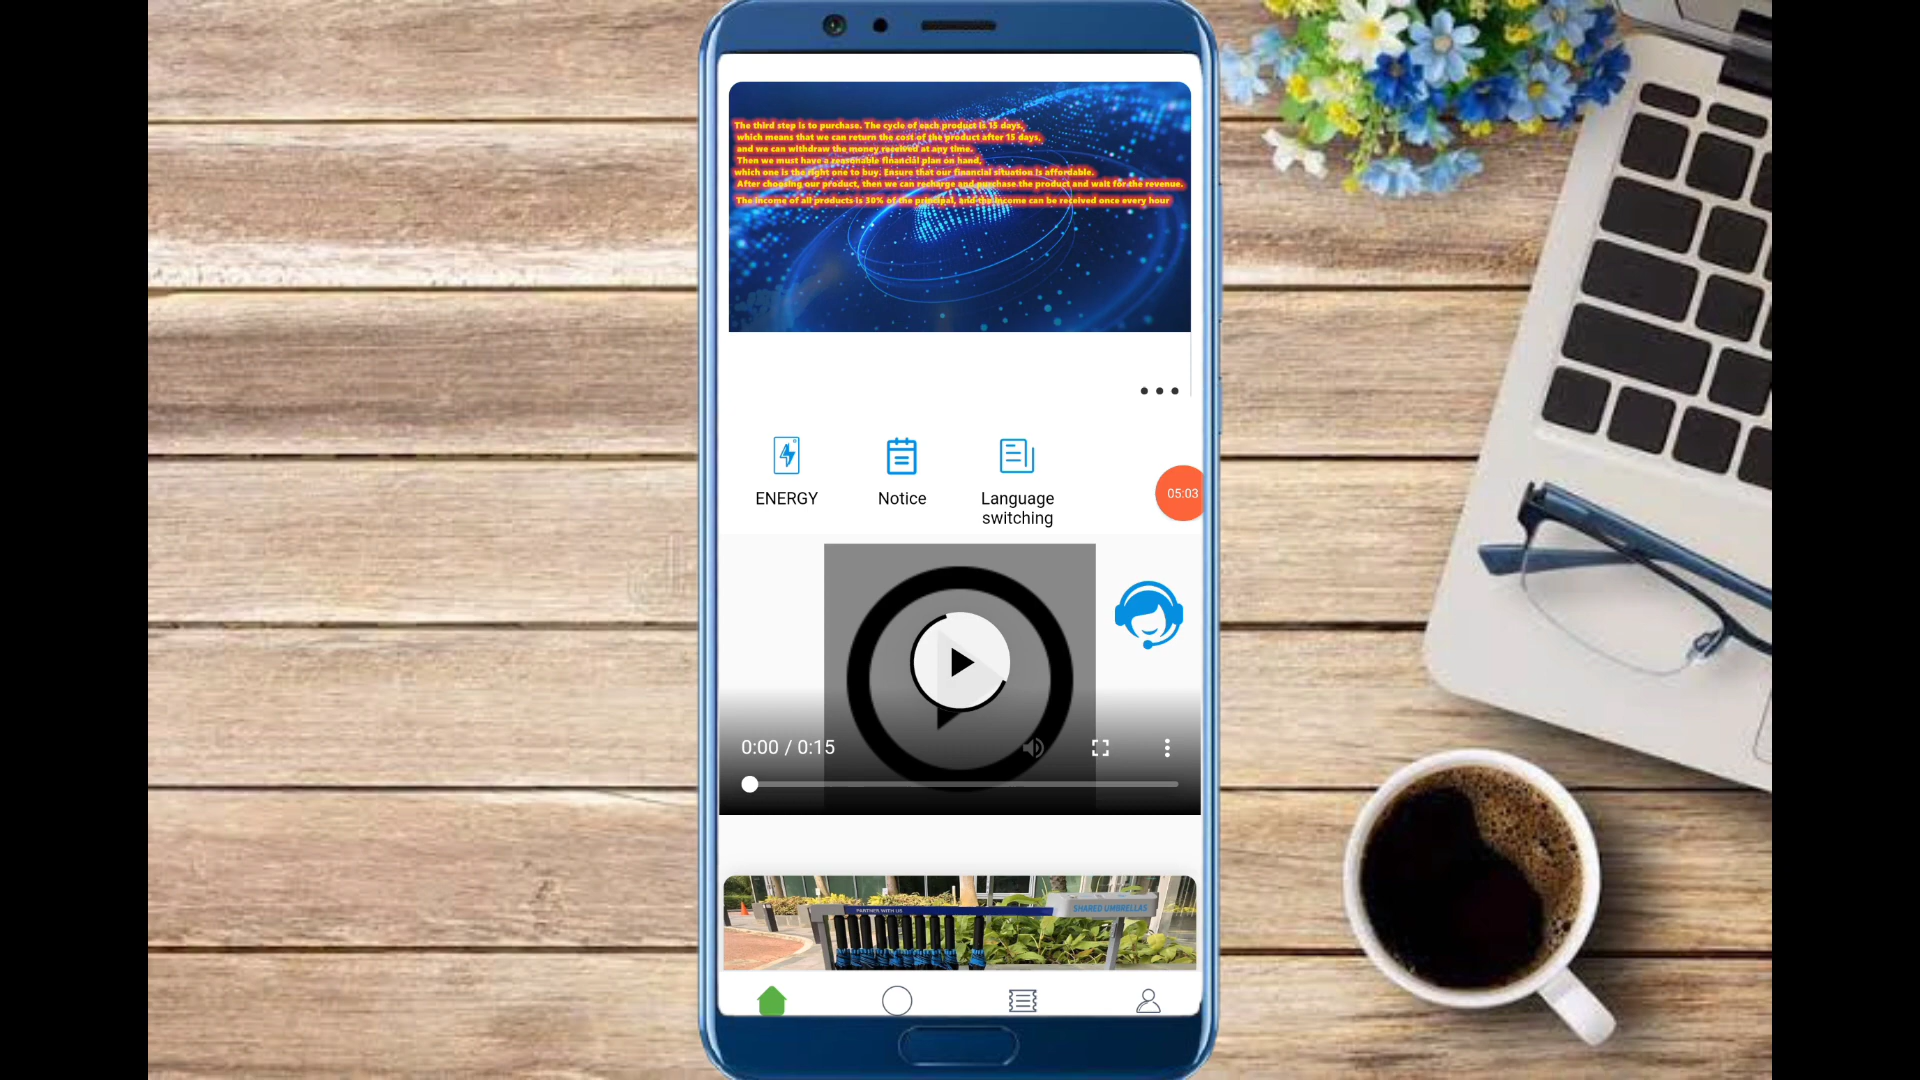 The third step is to purchase. The cycle of each product is 15 days,
which means that we can return the cost of the product after 15 days,
and we can withdraw the money received at any time.
Then we must have a reasonable financial plan on hand,
which one is the right one to buy. Ensure that our financial situation is affordable.
After choosing our product, then we can recharge and purchase the product and wait for the revenue.
The income of all products is 30% of the principal, and the income can be received once every hour
ENERGY
Notice
Language
switching
05:03
0:00 / 0:15
PARTNER WITH US
SHARED UMBRELLAS